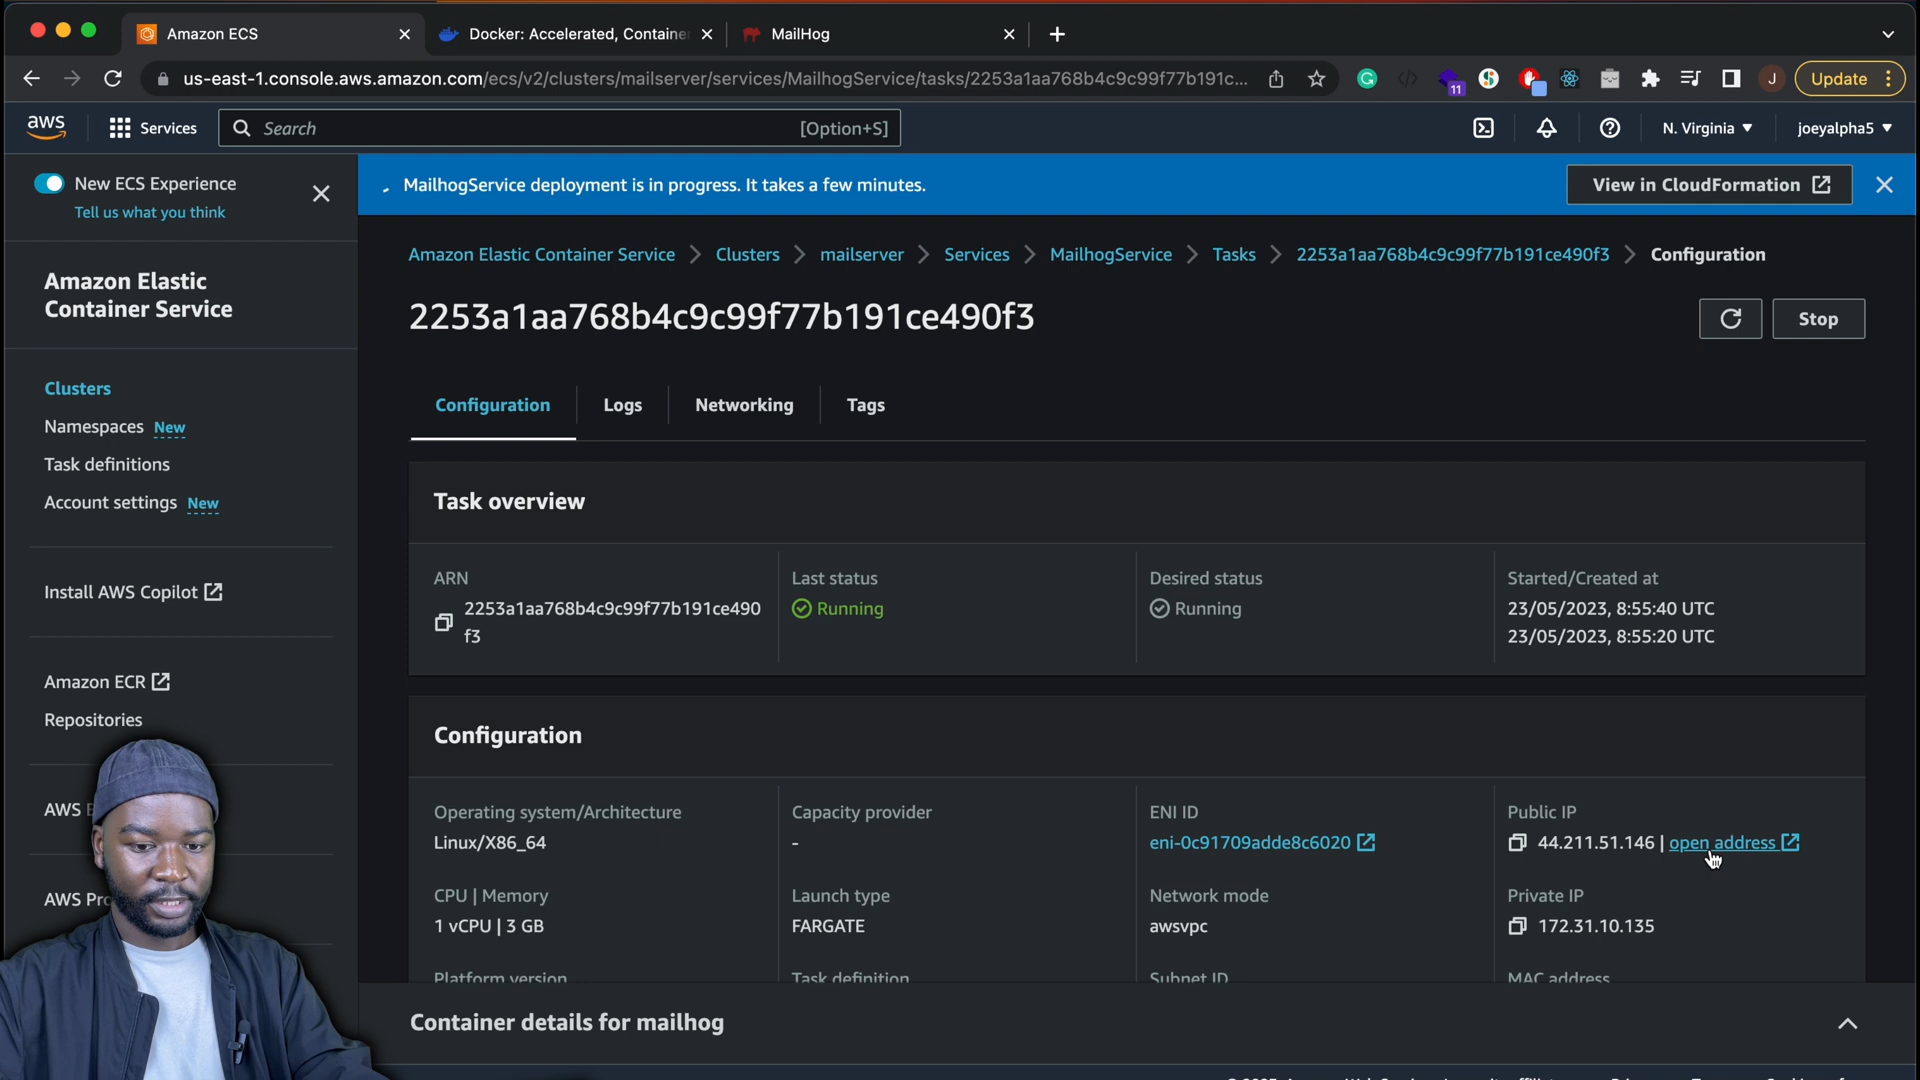 Amazon ECS
Docker: Accelerated, Container
MailHog
us-east-1.console.aws.amazon.com/ecs/v2/clusters/mailserver/services/MailhogService/tasks/2253a1aa768b4c9c99f77b191c...
11
J
Update
aws
Services
Search
[Option+S]
N. Virginia
joeyalpha5
New ECS Experience
Tell us what you think
MailhogService deployment is in progress. It takes a few minutes.
View in CloudFormation
Amazon Elastic Container Service
Clusters
mailserver
Services
MailhogService
Tasks
2253a1aa768b4c9c99f77b191ce490f3
Configuration
Amazon Elastic
Container Service
2253a1aa768b4c9c99f77b191ce490f3
Stop
Clusters
Namespaces New
Task definitions
Account settings New
Install AWS Copilot
Amazon ECR
Repositories
AWS
AWS
Configuration
Logs
Networking
Tags
Task overview
ARN
2253a1aa768b4c9c99f77b191ce490
f3
Last status
Running
Desired status
Running
Started/Created at
23/05/2023, 8:55:40 UTC
23/05/2023, 8:55:20 UTC
Configuration
Operating system/Architecture
Linux/X86_64
Capacity provider
-
ENI ID
eni-0c91709adde8c6020
Public IP
44.211.51.146 | open address
CPU | Memory
1 vCPU | 3 GB
Launch type
FARGATE
Network mode
awsvpc
Private IP
172.31.10.135
Platform version
Task definition
Subnet ID
MAC address
Container details for mailhog